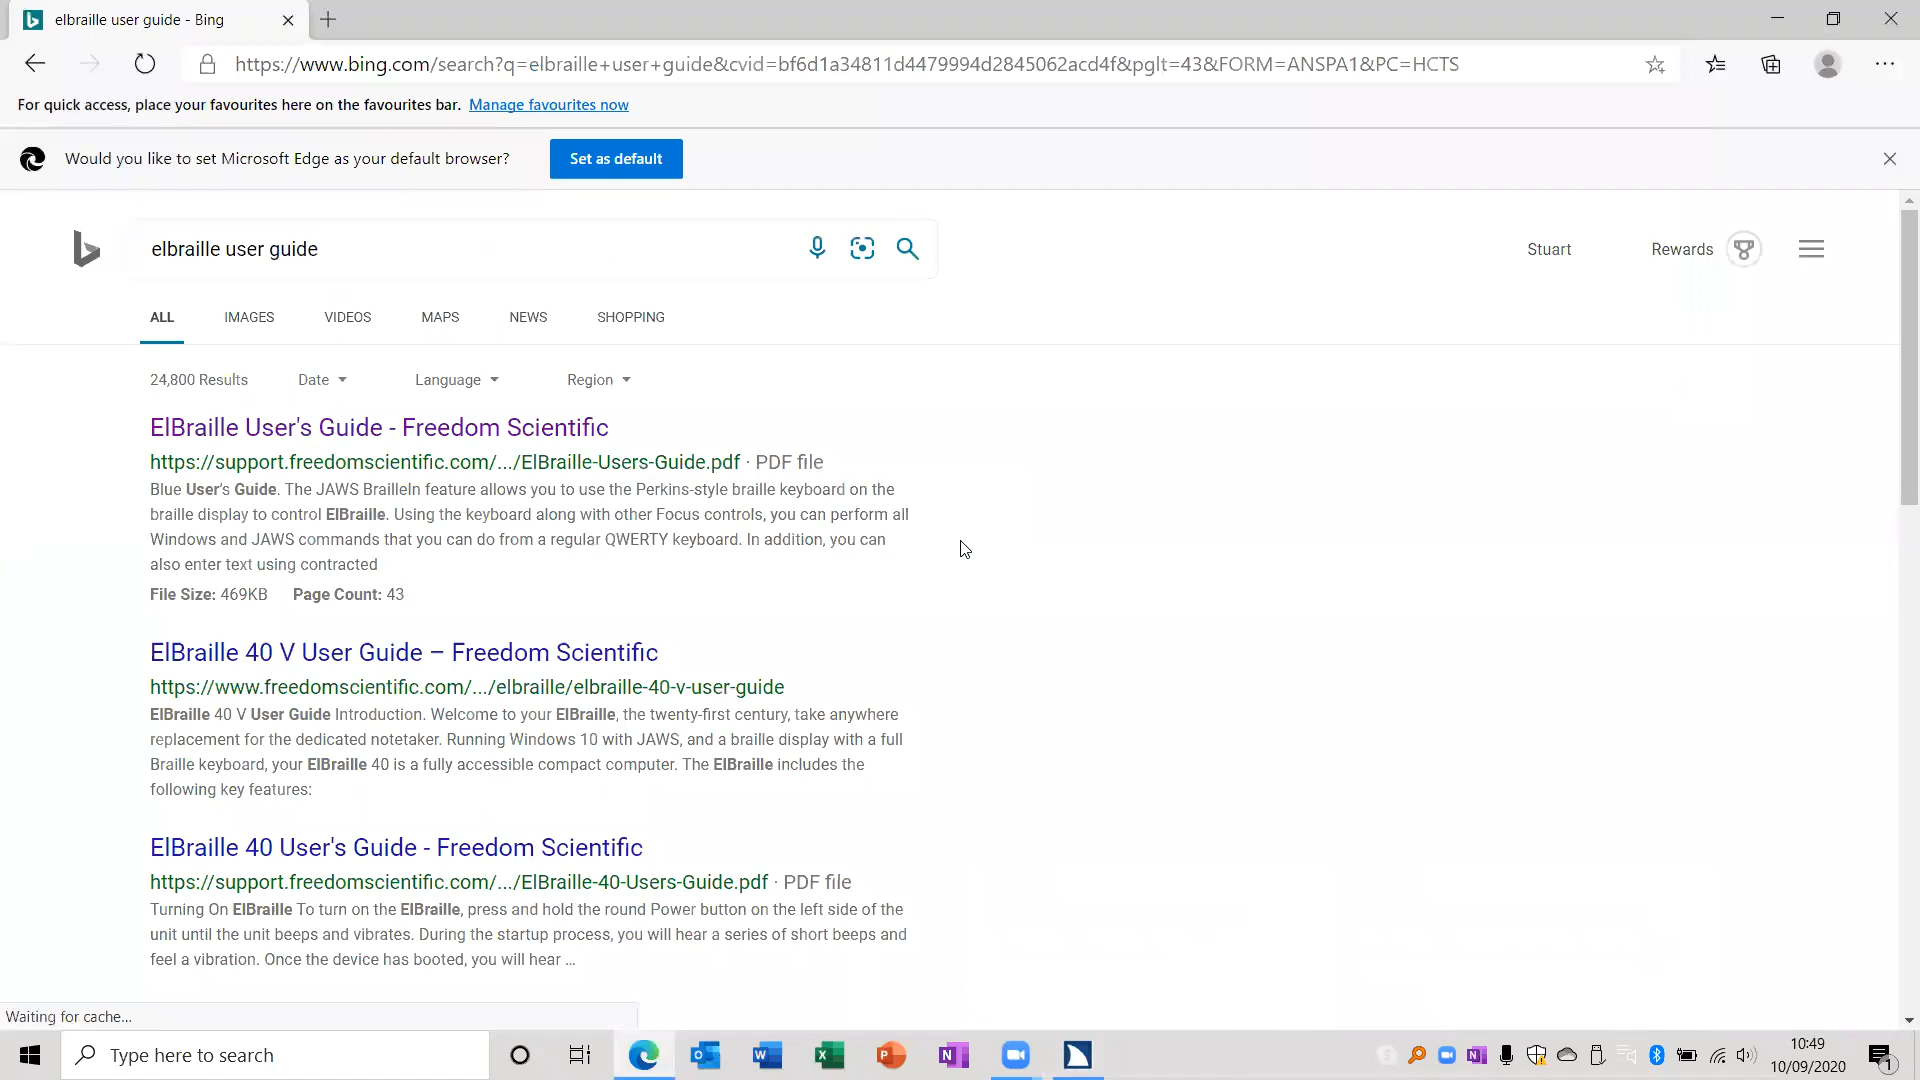 elbraille user guide - Bing
https://www.bing.com/search?q=elbraille+user+guide&cvid=bf6d1a34811d4479994d2845062acd4f&pglt=43&FORM=ANSPA1&PC=HCTS
For quick access, place your favourites here on the favourites bar. Manage favourites now
Would you like to set Microsoft Edge as your default browser? Set as default
elbraille user guide
Stuart Rewards
ALL IMAGES VIDEOS MAPS NEWS SHOPPING
24,800 Results Date Language Region
ElBraille User's Guide - Freedom Scientific
https://support.freedomscientific.com/.../ElBraille-Users-Guide.pdf · PDF file
Blue User's Guide. The JAWS BrailleIn feature allows you to use the Perkins-style braille keyboard on the
braille display to control ElBraille. Using the keyboard along with other Focus controls, you can perform all
Windows and JAWS commands that you can do from a regular QWERTY keyboard. In addition, you can
also enter text using contracted
File Size: 469KB Page Count: 43
ElBraille 40 V User Guide – Freedom Scientific
https://www.freedomscientific.com/.../elbraille/elbraille-40-v-user-guide
ElBraille 40 V User Guide Introduction. Welcome to your ElBraille, the twenty-first century, take anywhere
replacement for the dedicated notetaker. Running Windows 10 with JAWS, and a braille display with a full
Braille keyboard, your ElBraille 40 is a fully accessible compact computer. The ElBraille includes the
following key features:
ElBraille 40 User's Guide - Freedom Scientific
https://support.freedomscientific.com/.../ElBraille-40-Users-Guide.pdf · PDF file
Turning On ElBraille To turn on the ElBraille, press and hold the round Power button on the left side of the
unit until the unit beeps and vibrates. During the startup process, you will hear a series of short beeps and
feel a vibration. Once the device has booted, you will hear ...
Waiting for cache...
Type here to search
10:49
10/09/2020
1